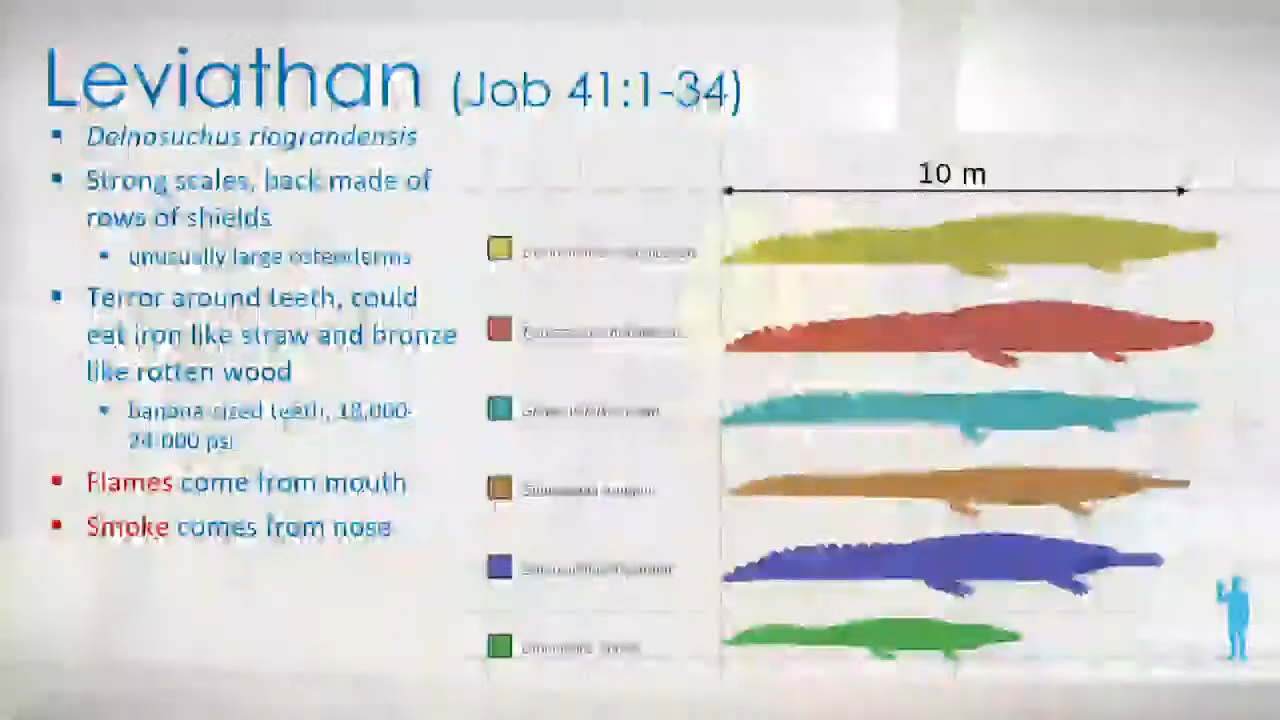 Leviathan (Job 41:1-34)
Deinosuchus riograndensis
Strong scales, back made of
rows of shields
unusually large osteoderms
Terror around teeth, could
eat iron like straw and bronze
like rotten wood
banana sized teeth, 18,000-
24,000 psi
Flames come from mouth
Smoke comes from nose
10 m